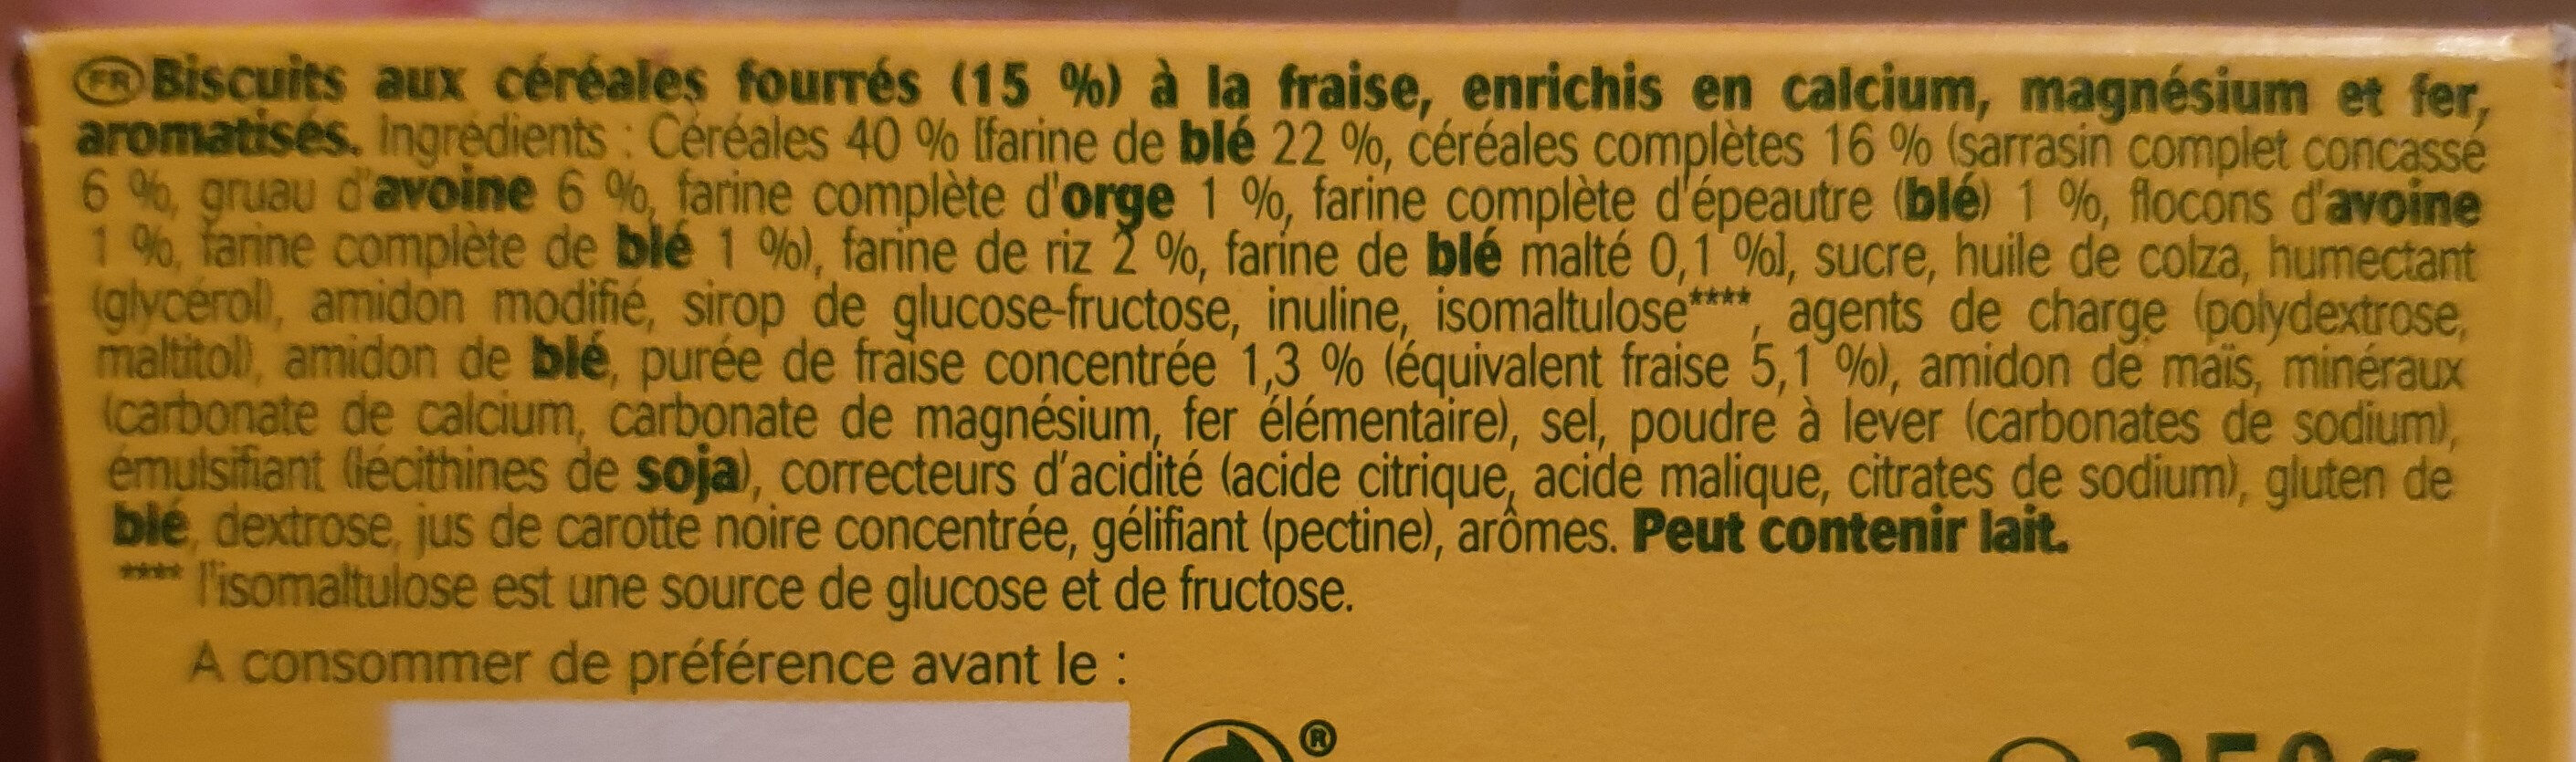 FR Biscuits aux céréales fourrés (15 %) à la fraise, enrichis en calcium, magnésium et fer,
aromatisés. Ingrédients : Céréales 40 % [farine de blé 22 %, céréales complètes 16 % (sarrasin complet concassé
6 %, gruau d'avoine 6 %, farine complète d'orge 1 %, farine complète d'épeautre (blé) 1 %, flocons d'avoine
1 %, farine complète de blé 1 %), farine de riz 2 %, farine de blé malté 0,1 %], sucre, huile de colza, humectant
(glycérol), amidon modifié, sirop de glucose-fructose, inuline, isomaltulose****, agents de charge (polydextrose,
maltitol), amidon de blé, purée de fraise concentrée 1,3 % (équivalent fraise 5,1 %), amidon de maïs, minéraux
(carbonate de calcium, carbonate de magnésium, fer élémentaire), sel, poudre à lever (carbonates de sodium),
émulsifiant (lécithines de soja), correcteurs d'acidité (acide citrique, acide malique, citrates de sodium), gluten de
blé, dextrose, jus de carotte noire concentrée, gélifiant (pectine), arômes. Peut contenir lait.
**** l'isomaltulose est une source de glucose et de fructose.
A consommer de préférence avant le :
®